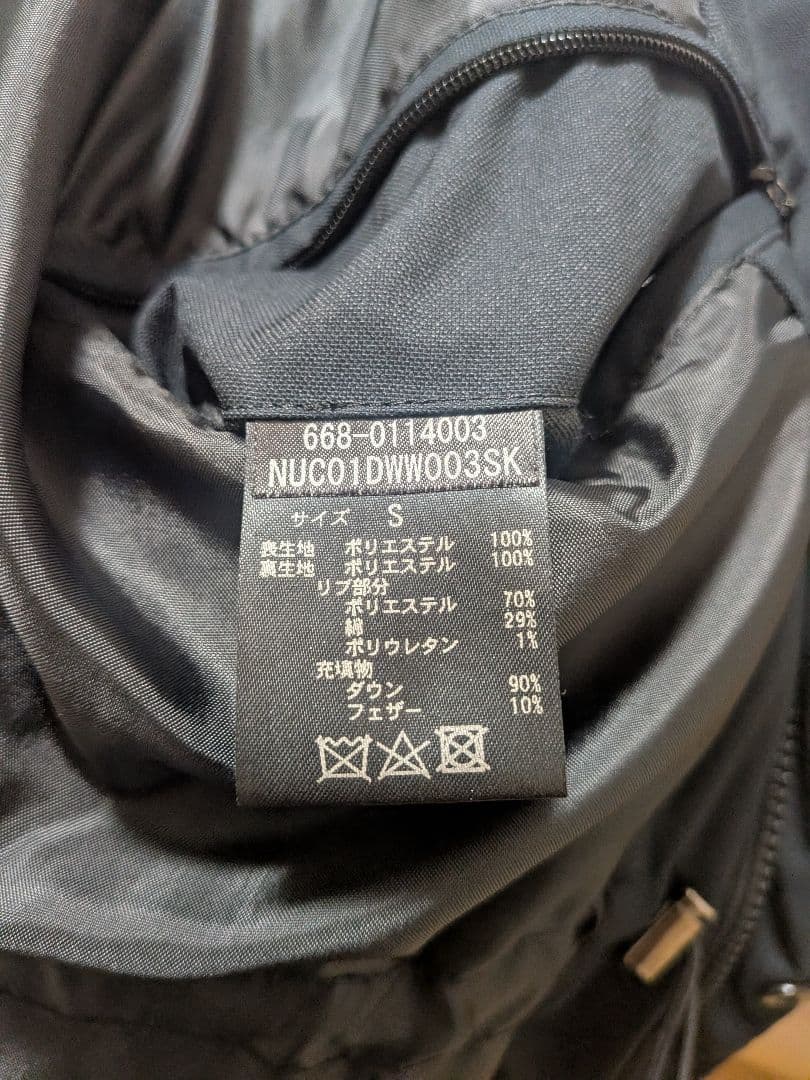 668-0114003
NUC01DWW003SK
サイズ S
表生地 ポリエステル 100%
裏生地 ポリエステル 100%
リブ部分
ポリエステル 70%
綿 29%
ポリウレタン 1%
充填物
ダウン 90%
フェザー 10%